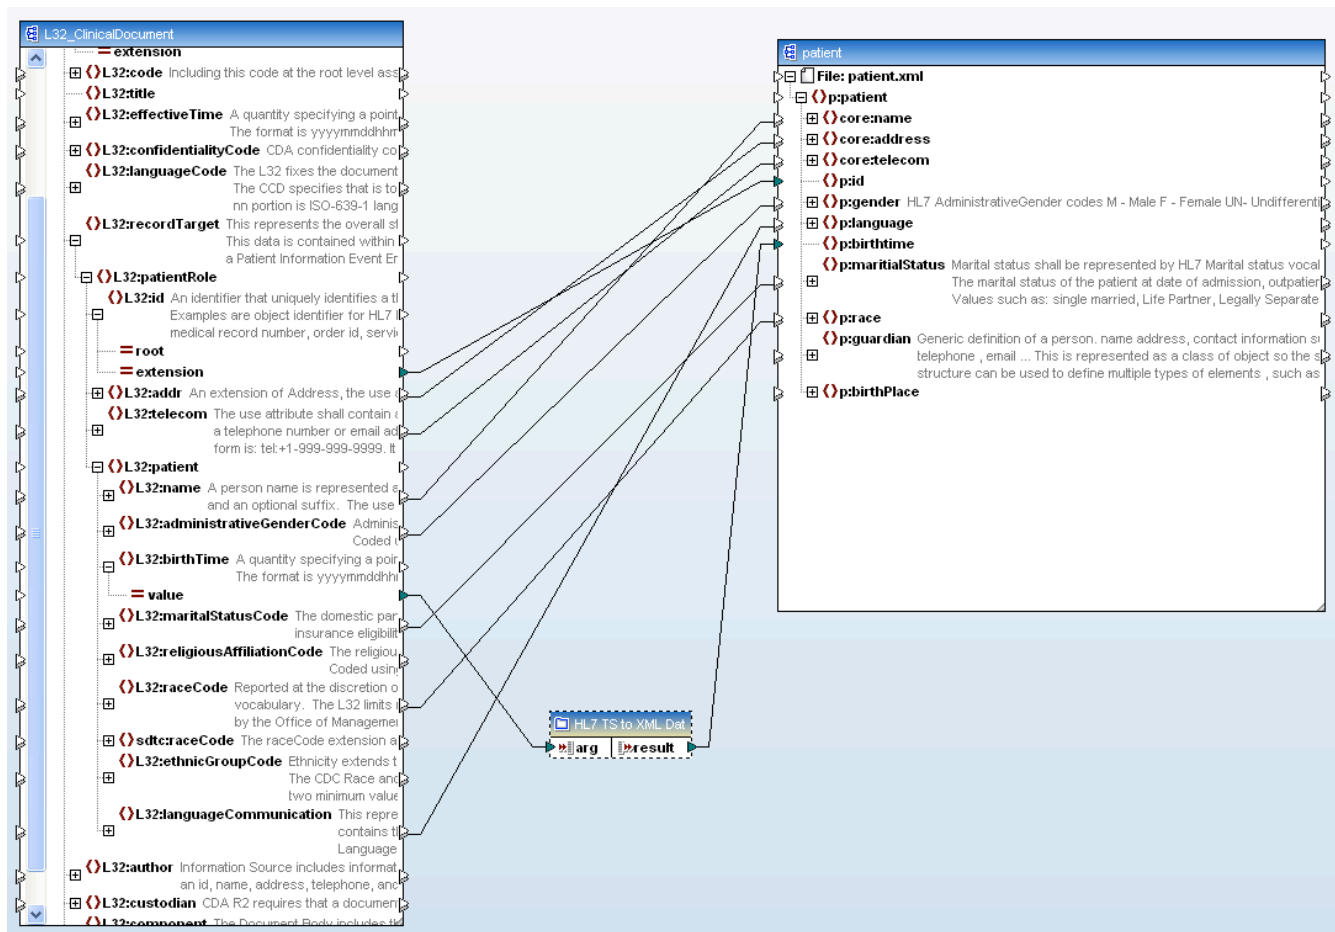 L32_ClinicalDocument
extension
L32:code Including this code at the root level ass
L32:title
L32:effectiveTime A quantity specifying a point
The format is yyyymmddhhm
L32:confidentialityCode CDA confidentiality co
L32:languageCode The L32 fixes the document
The CCD specifies that is to
nn portion is ISO-639-1 lang
L32:recordTarget This represents the overall st
This data is contained within
a Patient Information Event Er
L32:patientRole
L32:id An identifier that uniquely identifies a
Examples are object identifier for HL7
medical record number, order id, servi
root
extension
L32:addr An extension of Address, the use
L32:telecom The use attribute shall contain
a telephone number or email ad
form is: tel:+1-999-999-9999. It
L32:patient
L32:name A person name is represented
and an optional suffix. The use
L32:administrativeGenderCode Adminis
Coded
L32:birthTime A quantity specifying a poin
The format is yyyymmddhh
value
L32:maritalStatusCode The domestic par
insurance eligibilit
L32:religiousAffiliationCode The religiou
Coded using
L32:raceCode Reported at the discretion o
vocabulary. The L32 limits
by the Office of Managemer
sdtc:raceCode The raceCode extension a
L32:ethnicGroupCode Ethnicity extends t
The CDC Race and
two minimum value
L32:languageCommunication This repre
contains t
Language
L32:author Information Source includes informat
an id, name, address, telephone, and
L32:custodian CDA R2 requires that a documen
L32:component The Document Body includes
patient
File: patient.xml
p:patient
core:name
core:address
core:telecom
p:id
p:gender HL7 AdministrativeGender codes M - Male F - Female UN- Undifferenti
p:language
p:birthtime
p:maritialStatus Marital status shall be represented by HL7 Marital status vocal
The marital status of the patient at date of admission, outpatien
Values such as: single married, Life Partner, Legally Separate
p:race
p:guardian Generic definition of a person. name address, contact information
telephone , email ... This is represented as a class of object so the s
structure can be used to define multiple types of elements , such as
p:birthPlace
HL7 TS to XML Dat
arg result